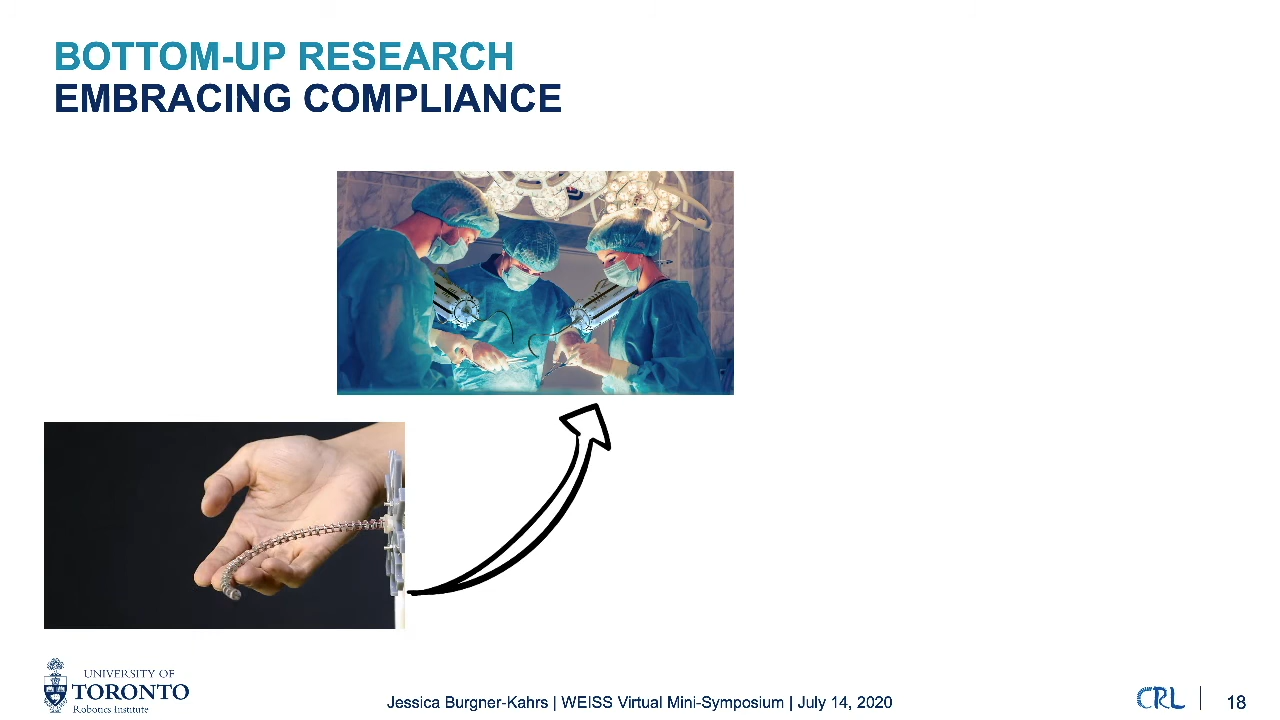 BOTTOM-UP RESEARCH
EMBRACING COMPLIANCE
UNIVERSITY OF
TORONTO
Robotics Institute
Jessica Burgner-Kahrs | WEISS Virtual Mini-Symposium | July 14, 2020
CRL
18